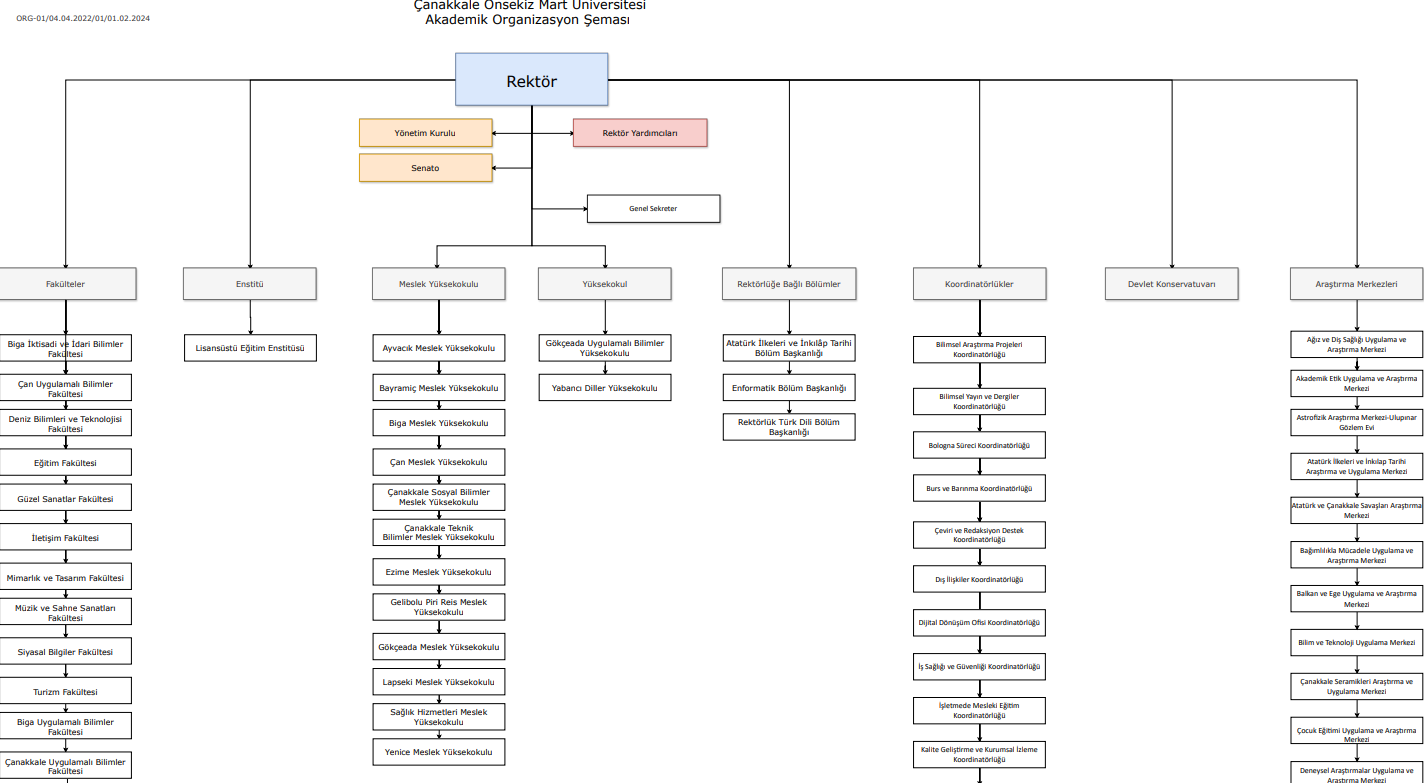 Çanakkale Onsekiz Mart Üniversitesi
Akademik Organizasyon Şeması
ORG-01/04.04.2022/01/01.02.2024
Rektör
Yönetim Kurulu
Rektör Yardımcıları
Senato
Genel Sekreter
Fakülteler
Enstitü
Meslek Yüksekokulu
Yüksekokul
Rektörlüğe Bağlı Bölümler
Koordinatörlükler
Devlet Konservatuvarı
Araştırma Merkezleri
Biga İktisadi ve İdari Bilimler
Fakültesi
Çan Uygulamalı Bilimler
Fakültesi
Deniz Bilimleri ve Teknolojisi
Fakültesi
Eğitim Fakültesi
Güzel Sanatlar Fakültesi
İletişim Fakültesi
Mimarlık ve Tasarım Fakültesi
Müzik ve Sahne Sanatları
Fakültesi
Siyasal Bilgiler Fakültesi
Turizm Fakültesi
Biga Uygulamalı Bilimler
Fakültesi
Çanakkale Uygulamalı Bilimler
Fakültesi
Lisansüstü Eğitim Enstitüsü
Ayvacık Meslek Yüksekokulu
Bayramiç Meslek Yüksekokulu
Biga Meslek Yüksekokulu
Çan Meslek Yüksekokulu
Çanakkale Sosyal Bilimler
Meslek Yüksekokulu
Çanakkale Teknik
Bilimler Meslek Yüksekokulu
Ezime Meslek Yüksekokulu
Gelibolu Piri Reis Meslek
Yüksekokulu
Gökçeada Meslek Yüksekokulu
Lapseki Meslek Yüksekokulu
Sağlık Hizmetleri Meslek
Yüksekokulu
Yenice Meslek Yüksekokulu
Gökçeada Uygulamalı Bilimler
Yüksekokulu
Yabancı Diller Yüksekokulu
Atatürk İlkeleri ve İnkılâp Tarihi
Bölüm Başkanlığı
Enformatik Bölüm Başkanlığı
Rektörlük Türk Dili Bölüm
Başkanlığı
Bilimsel Araştırma Projeleri
Koordinatörlüğü
Bilimsel Yayın ve Dergiler
Koordinatörlüğü
Bologna Süreci Koordinatörlüğü
Burs ve Barınma Koordinatörlüğü
Çeviri ve Redaksiyon Destek
Koordinatörlüğü
Dış İlişkiler Koordinatörlüğü
Dijital Dönüşüm Ofisi Koordinatörlüğü
İş Sağlığı ve Güvenliği Koordinatörlüğü
İşletmede Mesleki Eğitim
Koordinatörlüğü
Kalite Geliştirme ve Kurumsal İzleme
Koordinatörlüğü
Ağız ve Diş Sağlığı Uygulama ve
Araştırma Merkezi
Akademik Etik Uygulama ve Araştırma
Merkezi
Astrofizik Araştırma Merkezi-Ulupınar
Gözlem Evi
Atatürk İlkeleri ve İnkılap Tarihi
Araştırma ve Uygulama Merkezi
Atatürk ve Çanakkale Savaşları Araştırma
Merkezi
Bağımlılıkla Mücadele Uygulama ve
Araştırma Merkezi
Balkan ve Ege Uygulama ve Araştırma
Merkezi
Bilim ve Teknoloji Uygulama Merkezi
Çanakkale Seramikleri Araştırma ve
Uygulama Merkezi
Çocuk Eğitimi Uygulama ve Araştırma
Merkezi
Deneysel Araştırmalar Uygulama ve
Araştırma Merkezi